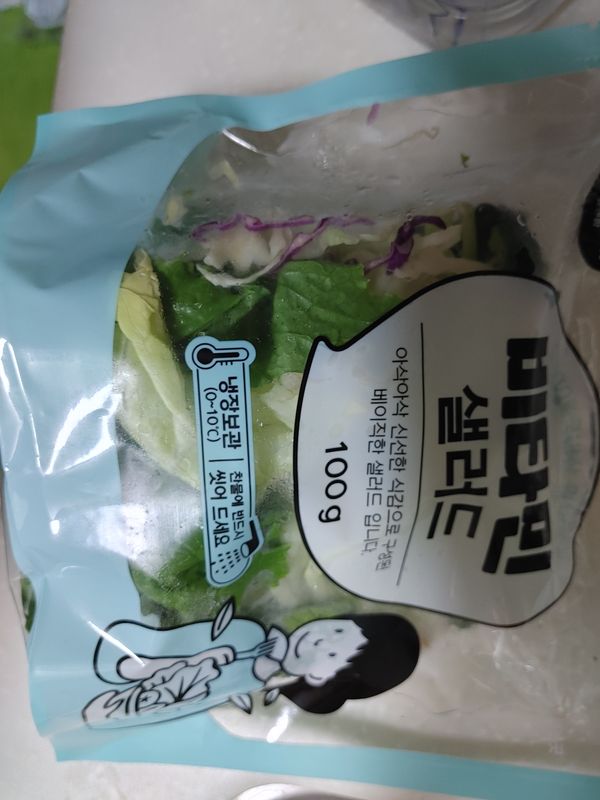 비타민
샐러드
아삭아삭 신선한 식감으로 구성된
베이직한 샐러드 입니다.
100g
냉장보관
(0~10℃)
찬물에 반드시
씻어 드세요